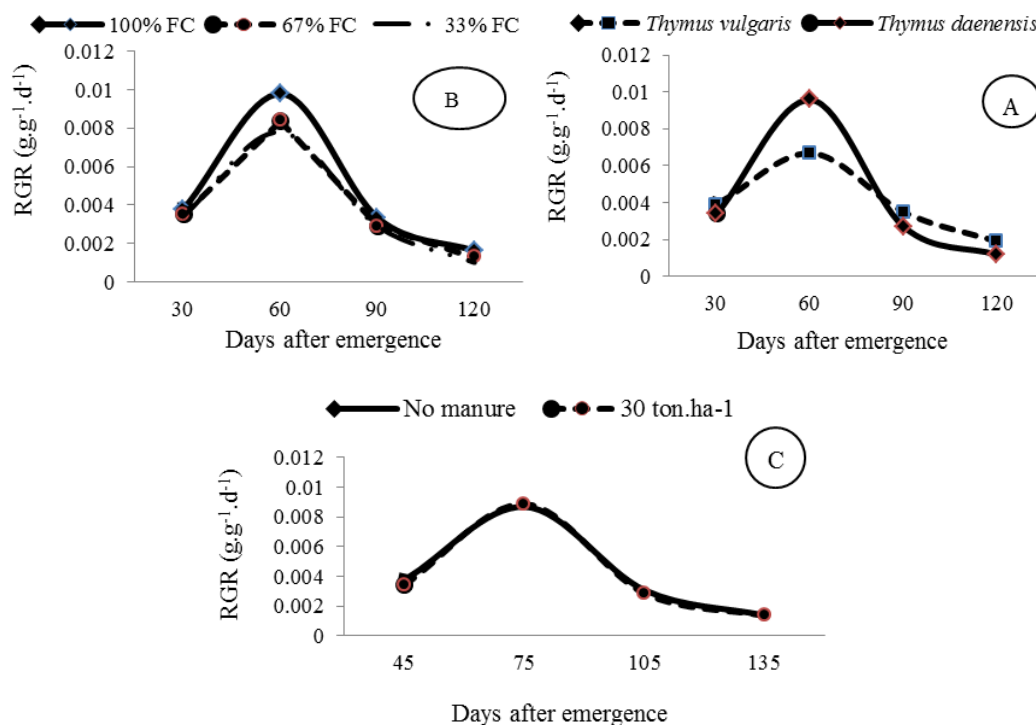 100% FC 67% FC 33% FC
B
RGR (g.g-1.d-1)
0.012
0.01
0.008
0.006
0.004
0.002
0
30 60 90 120
Days after emergence
Thymus vulgaris Thymus daenensis
A
RGR (g.g-1.d-1)
0.012
0.01
0.008
0.006
0.004
0.002
0
30 60 90 120
Days after emergence
No manure 30 ton.ha-1
C
RGR (g.g-1.d-1)
0.012
0.01
0.008
0.006
0.004
0.002
0
45 75 105 135
Days after emergence